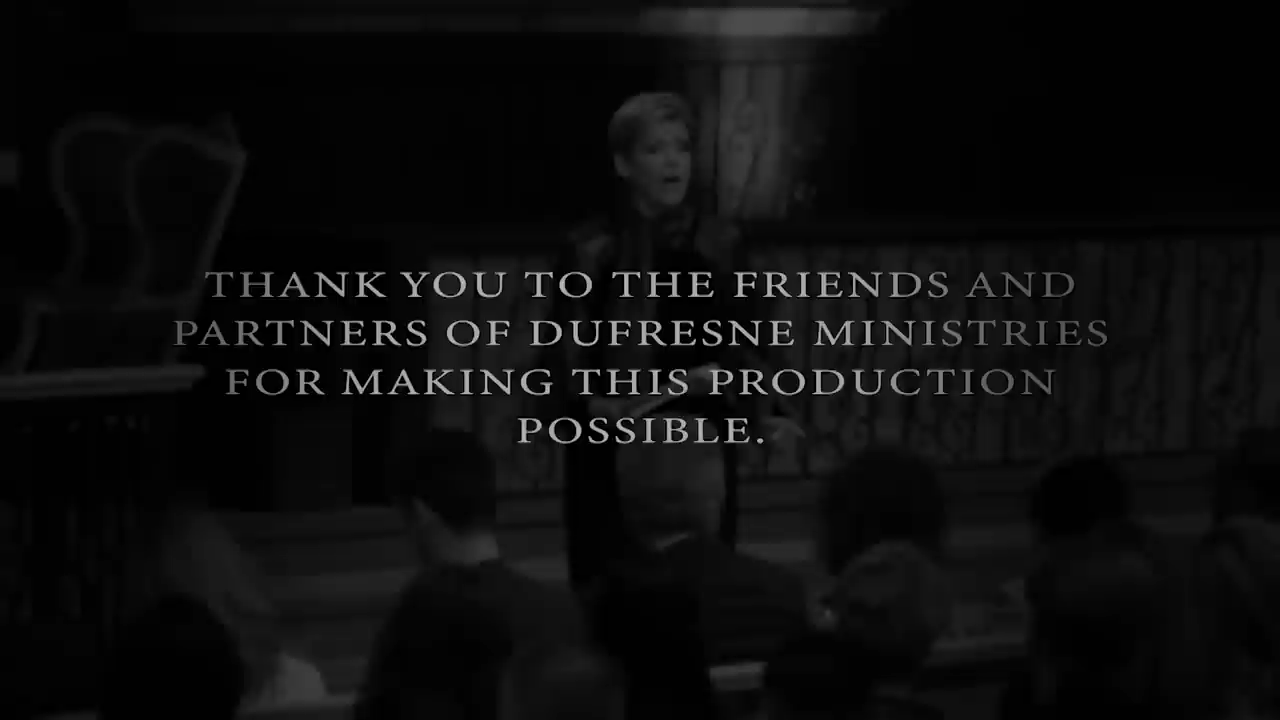 THANK YOU TO THE FRIENDS AND
PARTNERS OF DUFRESNE MINISTRIES
FOR MAKING THIS PRODUCTION
POSSIBLE.